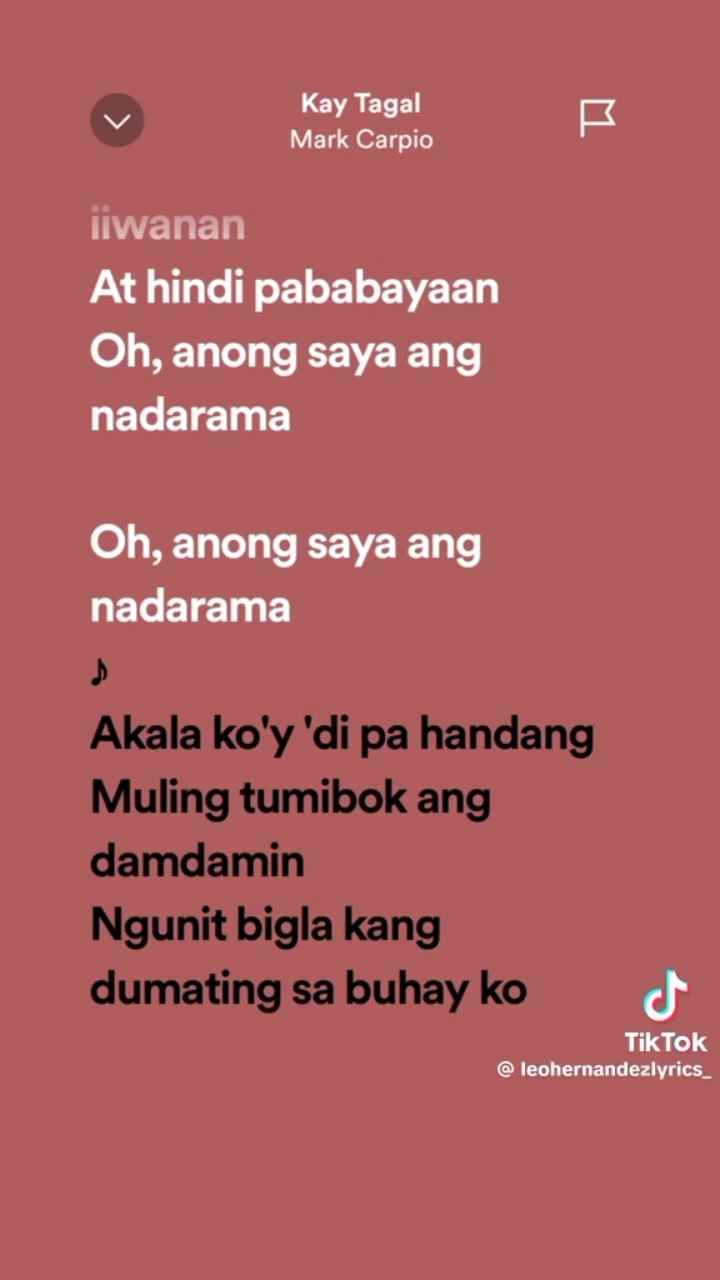 Kay Tagal
Mark Carpio
iiwanan
At hindi pababayaan
Oh, anong saya ang
nadarama
Oh, anong saya ang
nadarama
♪
Akala ko'y 'di pa handang
Muling tumibok ang
damdamin
Ngunit bigla kang
dumating sa buhay ko
TikTok
@ leohernandezlyrics_